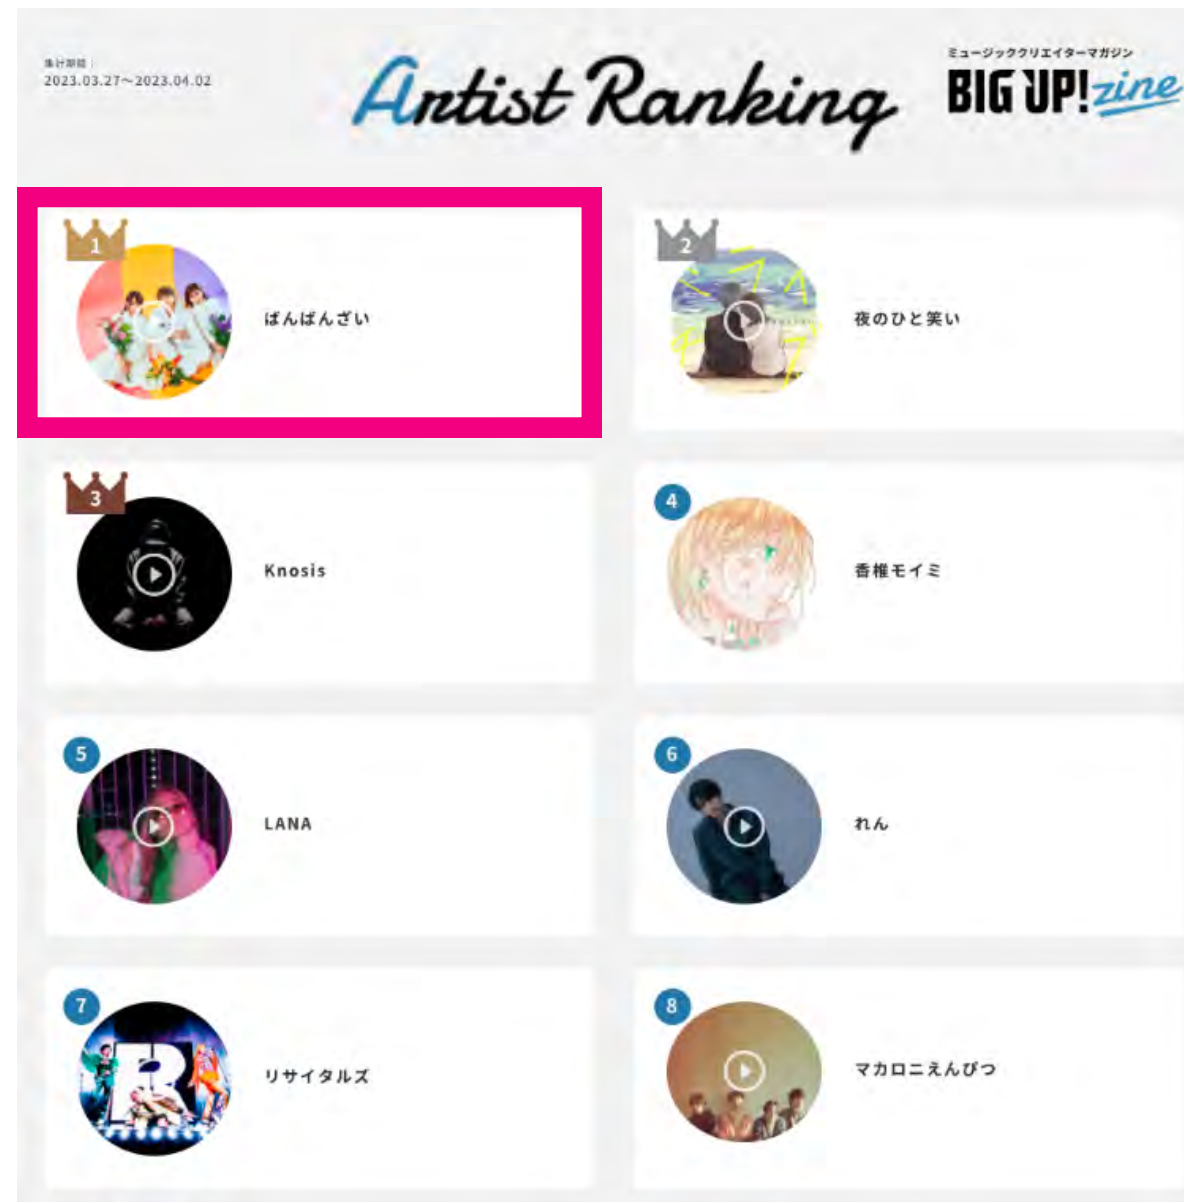 集計期間：
2023.03.27〜2023.04.02
Artist Ranking
ミュージッククリエイターマガジン
BIG UP!zine
1
ばんばんざい
2
ミライ
夜のひと笑い
3
Knosis
4
香椎モイミ
5
LANA
6
れん
7
R
リサイタルズ
8
マカロニえんぴつ